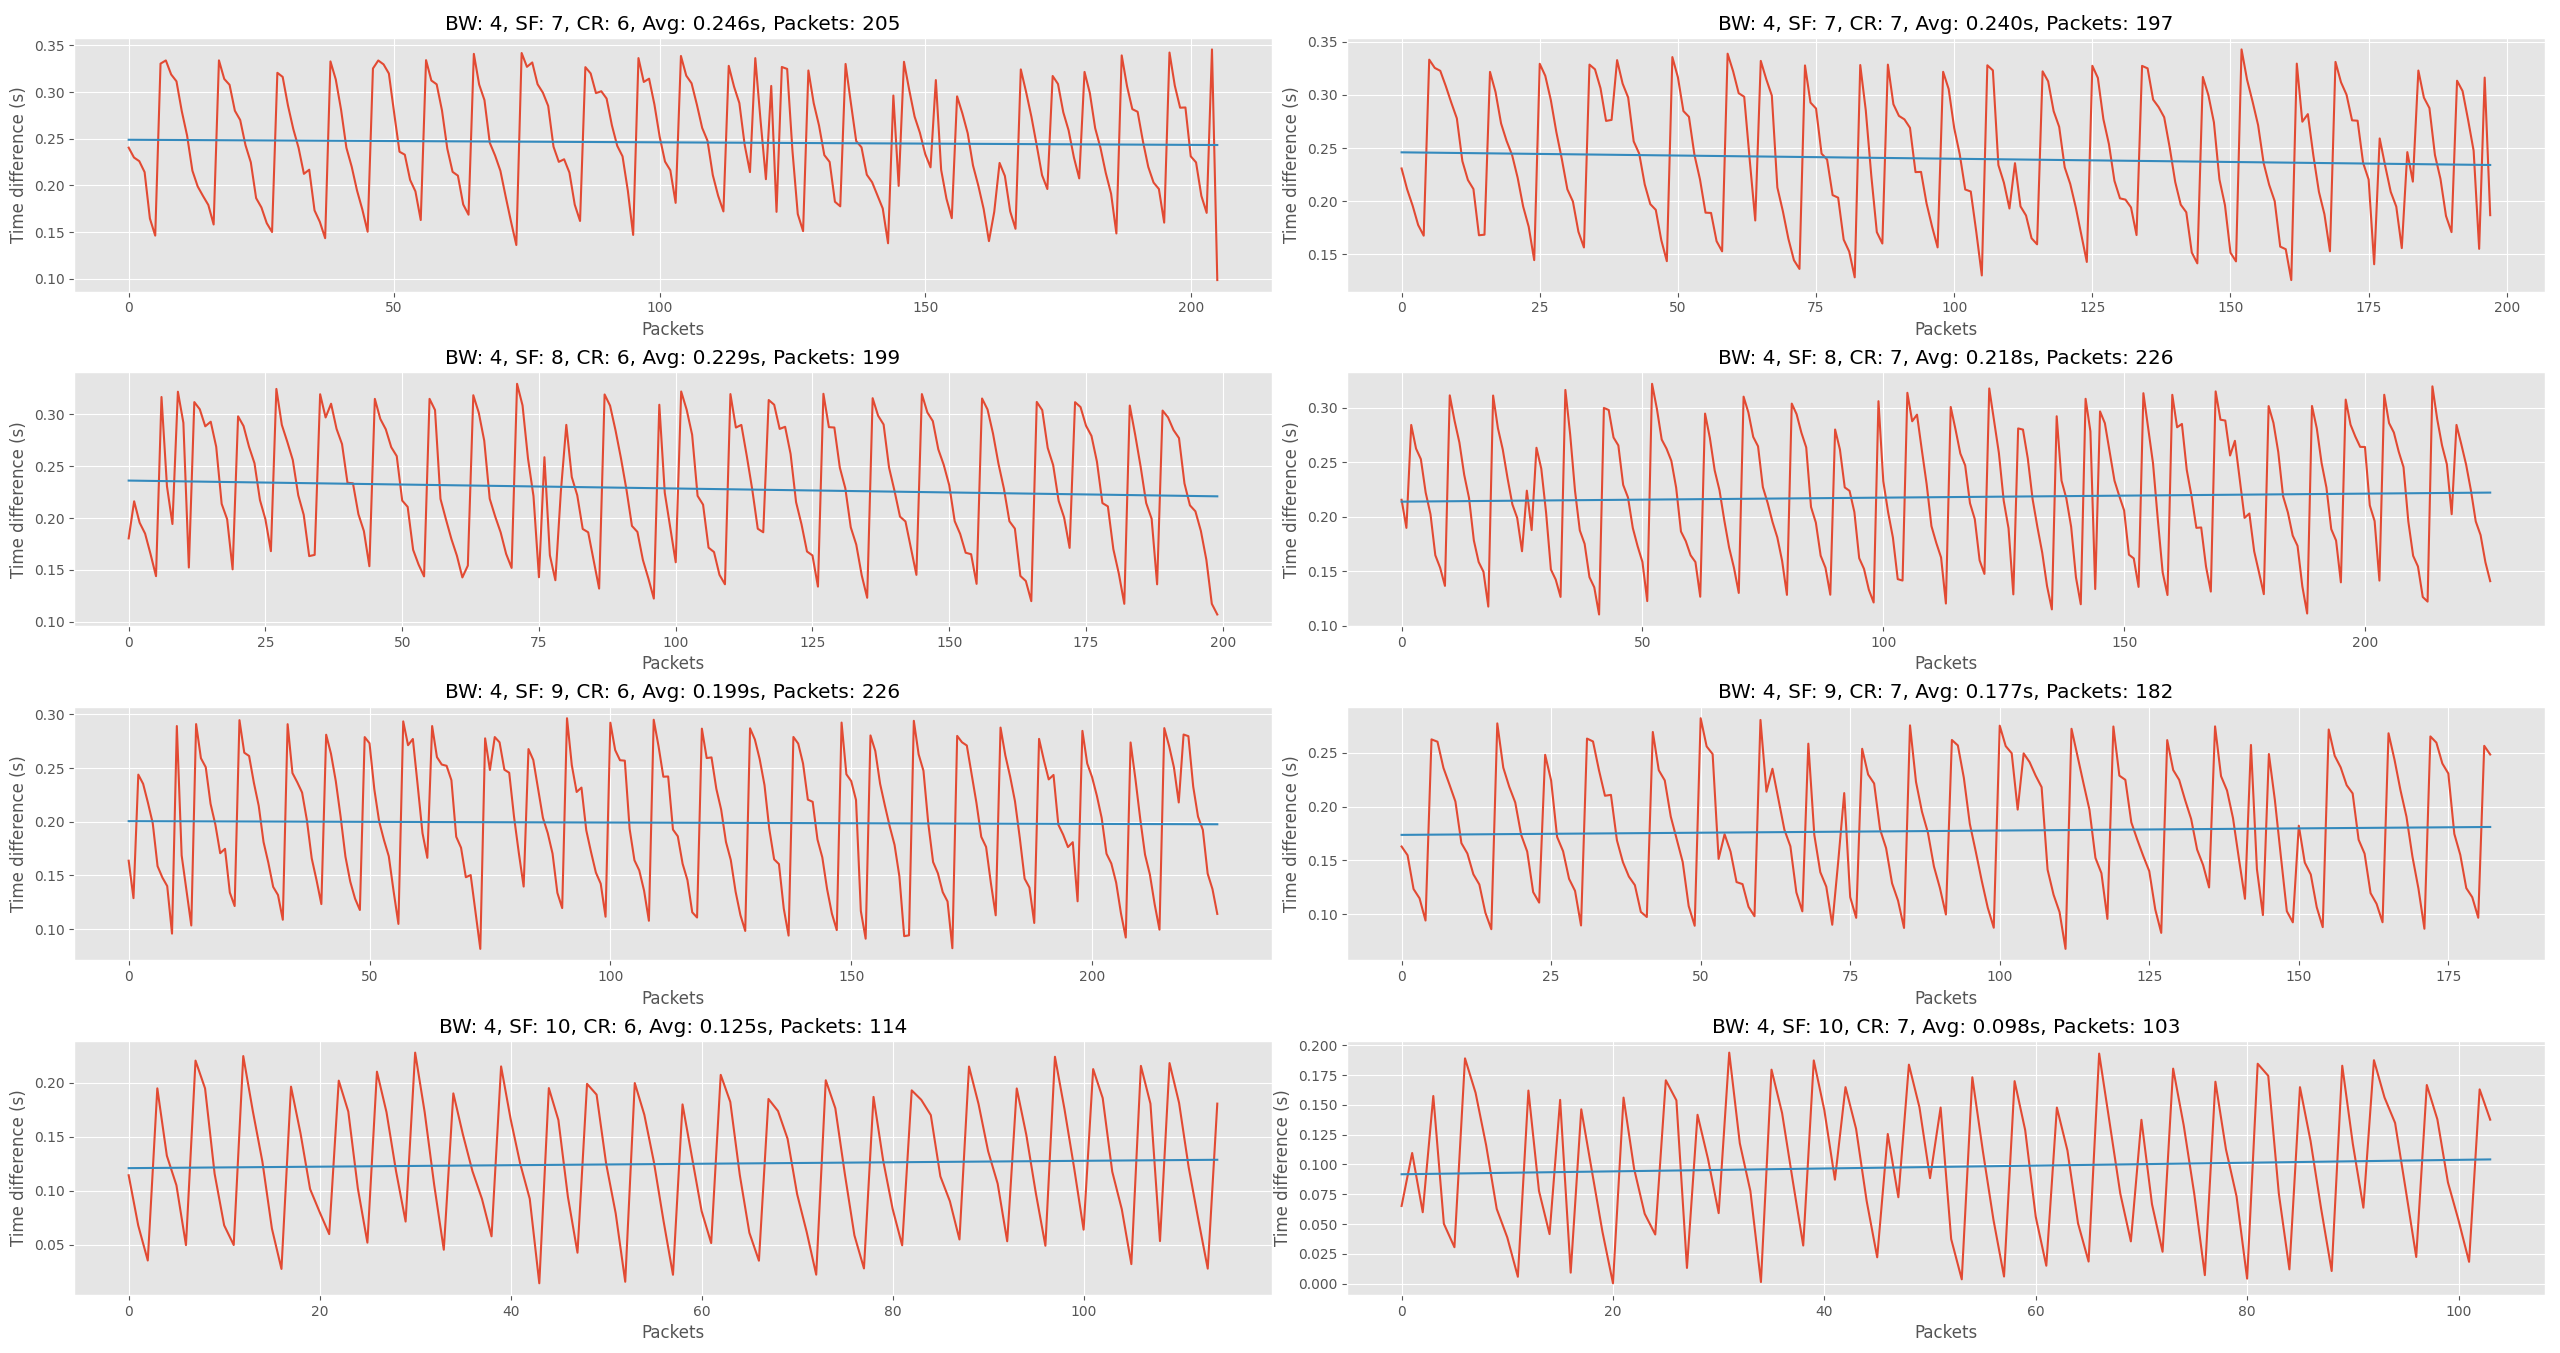 BW: 4, SF: 7, CR: 6, Avg: 0.246s, Packets: 205
Time difference (s)
0.35
0.30
0.25
0.20
0.15
0.10
0 50 100 150 200
Packets
BW: 4, SF: 7, CR: 7, Avg: 0.240s, Packets: 197
Time difference (s)
0.35
0.30
0.25
0.20
0.15
0 25 50 75 100 125 150 175 200
Packets
BW: 4, SF: 8, CR: 6, Avg: 0.229s, Packets: 199
Time difference (s)
0.30
0.25
0.20
0.15
0.10
0 25 50 75 100 125 150 175 200
Packets
BW: 4, SF: 8, CR: 7, Avg: 0.218s, Packets: 226
Time difference (s)
0.30
0.25
0.20
0.15
0.10
0 50 100 150 200
Packets
BW: 4, SF: 9, CR: 6, Avg: 0.199s, Packets: 226
Time difference (s)
0.30
0.25
0.20
0.15
0.10
0 50 100 150 200
Packets
BW: 4, SF: 9, CR: 7, Avg: 0.177s, Packets: 182
Time difference (s)
0.25
0.20
0.15
0.10
0 25 50 75 100 125 150 175
Packets
BW: 4, SF: 10, CR: 6, Avg: 0.125s, Packets: 114
Time difference (s)
0.20
0.15
0.10
0.05
0 20 40 60 80 100
Packets
BW: 4, SF: 10, CR: 7, Avg: 0.098s, Packets: 103
Time difference (s)
0.200
0.175
0.150
0.125
0.100
0.075
0.050
0.025
0.000
0 20 40 60 80 100
Packets